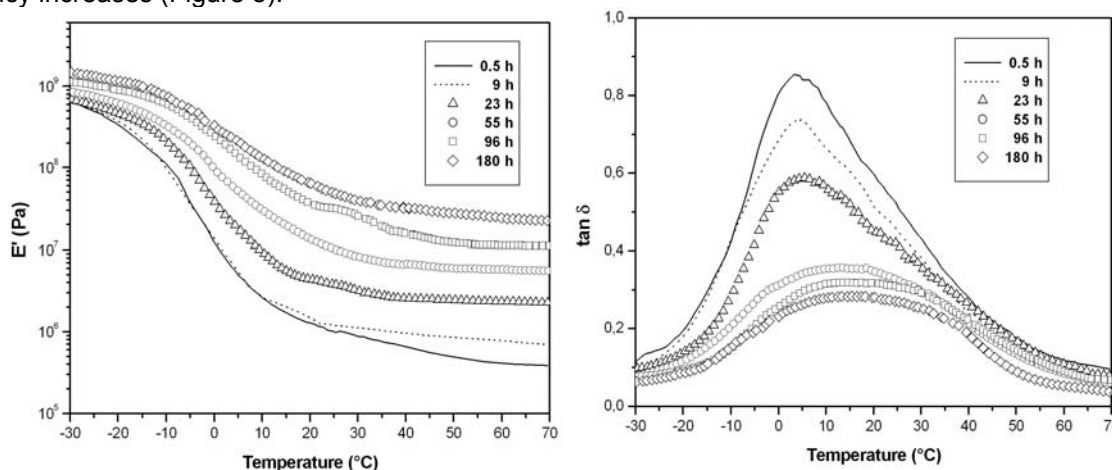 increases (Figure
10⁹
10⁸
10⁷
10⁶
10⁵
E' (Pa)
-30 -20 -10 0 10 20 30 40 50 60 70
Temperature (°C)
0.5 h
9 h
23 h
55 h
96 h
180 h
1,0
0,8
0,6
0,4
0,2
0,0
tan δ
-30 -20 -10 0 10 20 30 40 50 60
Temperature (°C)
0.5 h
9 h
23 h
55 h
96 h
180 h